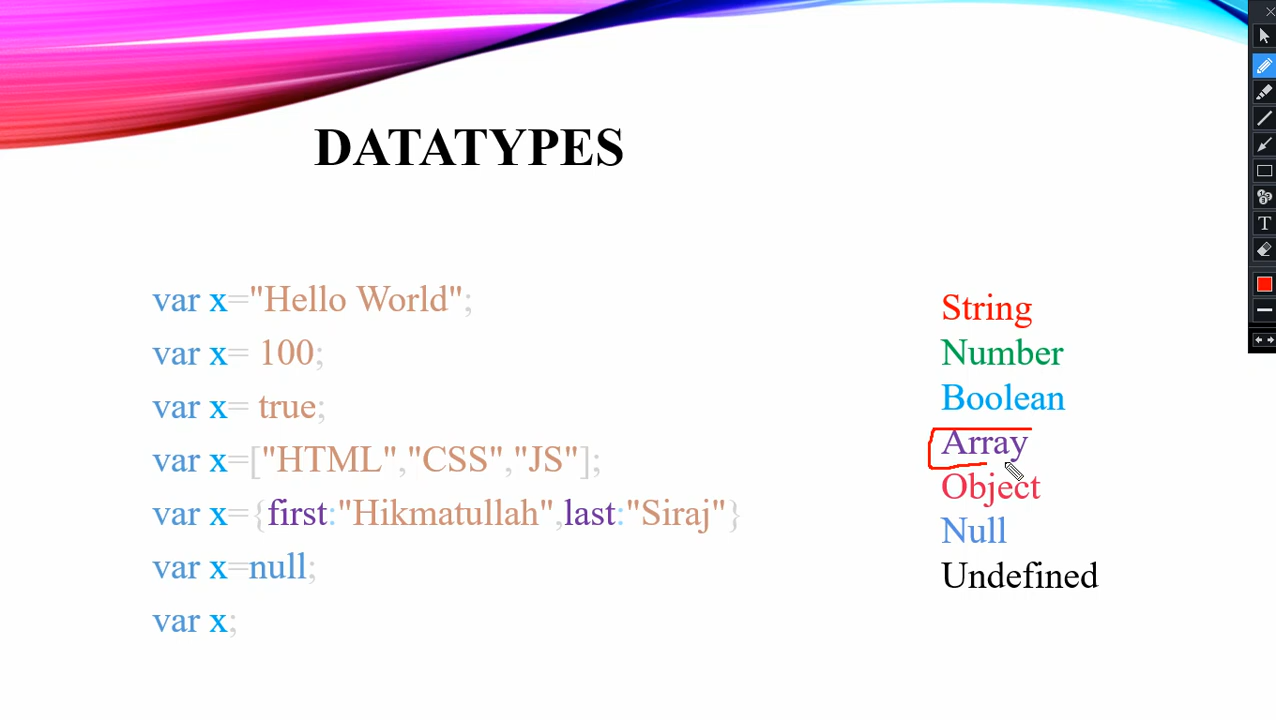 DATATYPES
var x="Hello World";
var x= 100;
var x= true;
var x=["HTML","CSS","JS"];
var x={first:"Hikmatullah",last:"Siraj"}
var x=null;
var x;
String
Number
Boolean
Array
Object
Null
Undefined
T